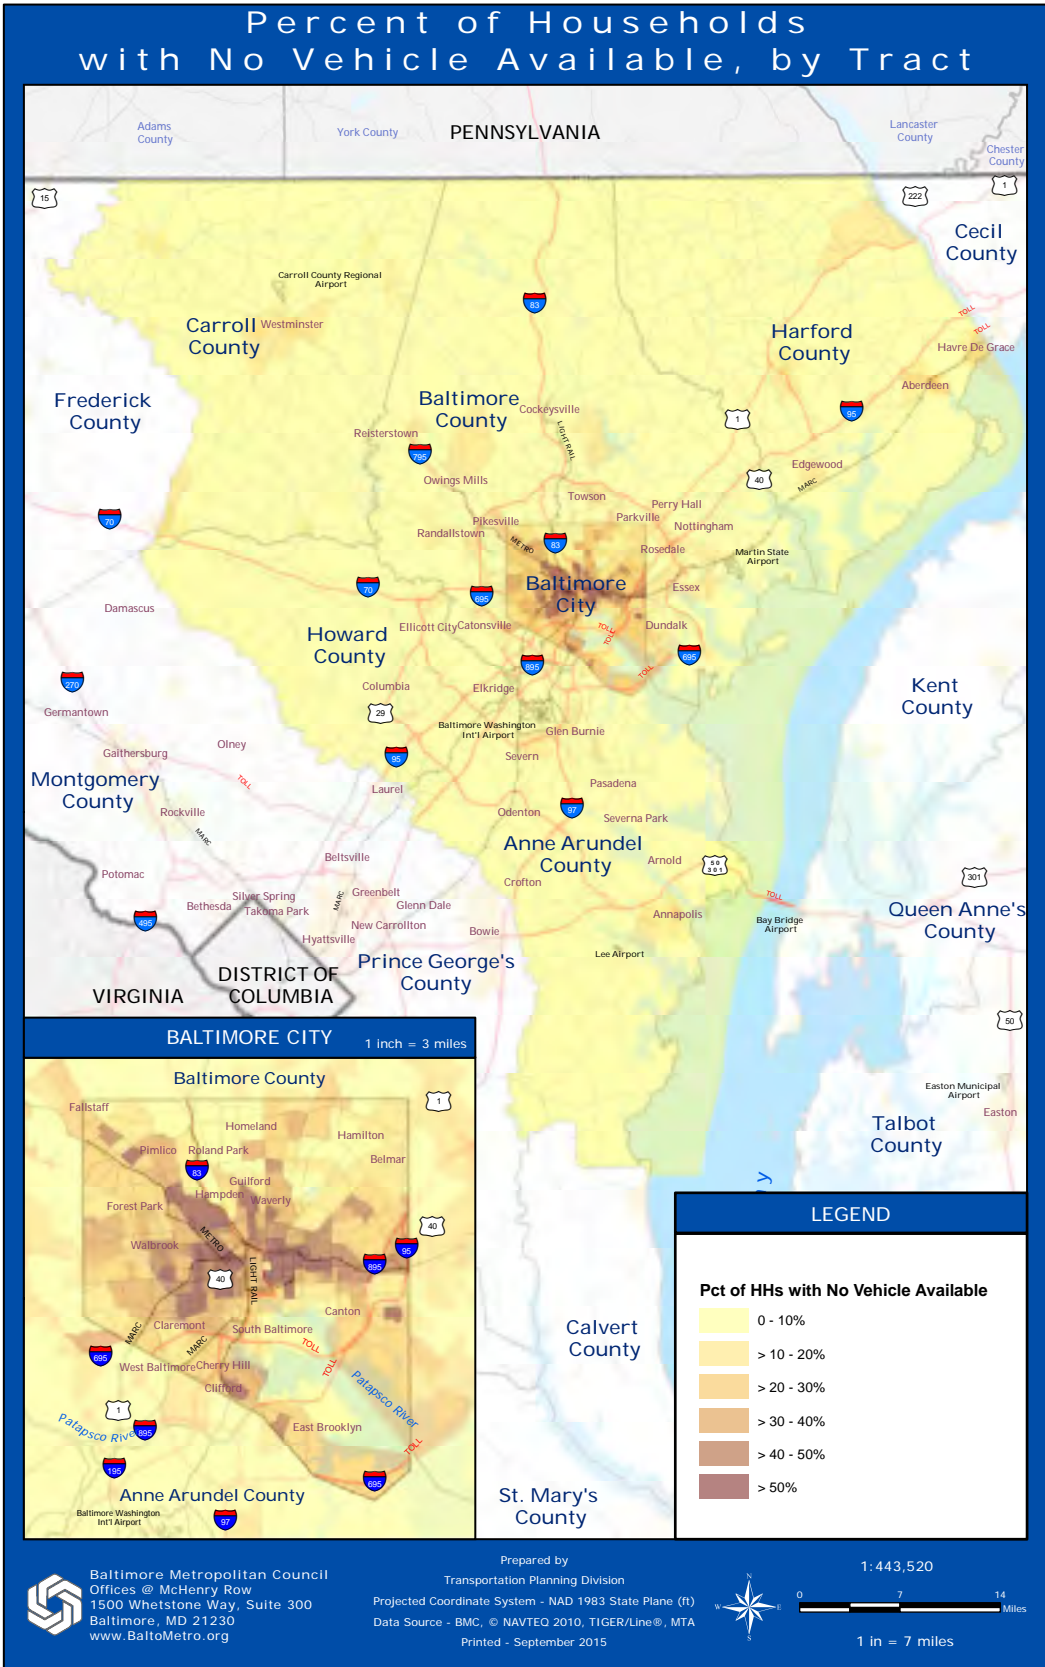 Percent of Households
with No Vehicle Available, by Tract
Adams
County
York County
PENNSYLVANIA
Lancaster
County
Chester
County
15
222
1
Cecil
County
Carroll County Regional
Airport
83
TOLL
TOLL
Carroll
County
Westminster
Harford
County
Havre De Grace
Aberdeen
Frederick
County
Baltimore
County
Cockeysville
LIGHT RAIL
1
95
Reisterstown
795
Owings Mills
Edgewood
40
MARC
Towson
Perry Hall
Parkville
Nottingham
70
Pikesville
Randallstown
METRO
83
Rosedale
Martin State
Airport
Baltimore
City
70
695
Essex
Damascus
Howard
County
Ellicott City
Catonsville
TOLL
TOLL
Dundalk
695
895
TOLL
270
Columbia
Elkridge
Kent
County
Germantown
29
Baltimore Washington
Int'l Airport
Glen Burnie
Gaithersburg
Olney
95
Severn
Montgomery
County
TOLL
Laurel
Pasadena
Rockville
97
Odenton
Severna Park
MARC
Anne Arundel
County
Beltsville
Arnold
50
301
Potomac
301
Crofton
Silver Spring
Greenbelt
MARC
TOLL
Bethesda
Takoma Park
Glenn Dale
495
New Carrollton
Annapolis
Bay Bridge
Airport
Queen Anne's
County
Hyattsville
Bowie
Lee Airport
Prince George's
County
DISTRICT OF
COLUMBIA
VIRGINIA
50
BALTIMORE CITY
1 inch = 3 miles
Easton Municipal
Airport
Easton
Talbot
County
Baltimore County
1
Fallstaff
Homeland
Hamilton
Pimlico
Roland Park
Belmar
83
Guilford
Hampden
Waverly
Forest Park
40
Walbrook
METRO
95
895
LIGHT RAIL
40
Canton
Claremont
South Baltimore
MARC
MARC
TOLL
TOLL
695
West Baltimore
Cherry Hill
Clifford
Patapsco River
1
Patapsco Rive
895
East Brooklyn
TOLL
195
695
Anne Arundel County
Baltimore Washington
Int'l Airport
97
ay
Calvert
County
St. Mary's
County
LEGEND
Pct of HHs with No Vehicle Available
0 - 10%
> 10 - 20%
> 20 - 30%
> 30 - 40%
> 40 - 50%
> 50%
Baltimore Metropolitan Council
Offices @ McHenry Row
1500 Whetstone Way, Suite 300
Baltimore, MD 21230
www.BaltoMetro.org
Prepared by
Transportation Planning Division
Projected Coordinate System - NAD 1983 State Plane (ft)
Data Source - BMC, © NAVTEQ 2010, TIGER/Line®, MTA
Printed - September 2015
N
W
E
S
1:443,520
0
7
14
Miles
1 in = 7 miles